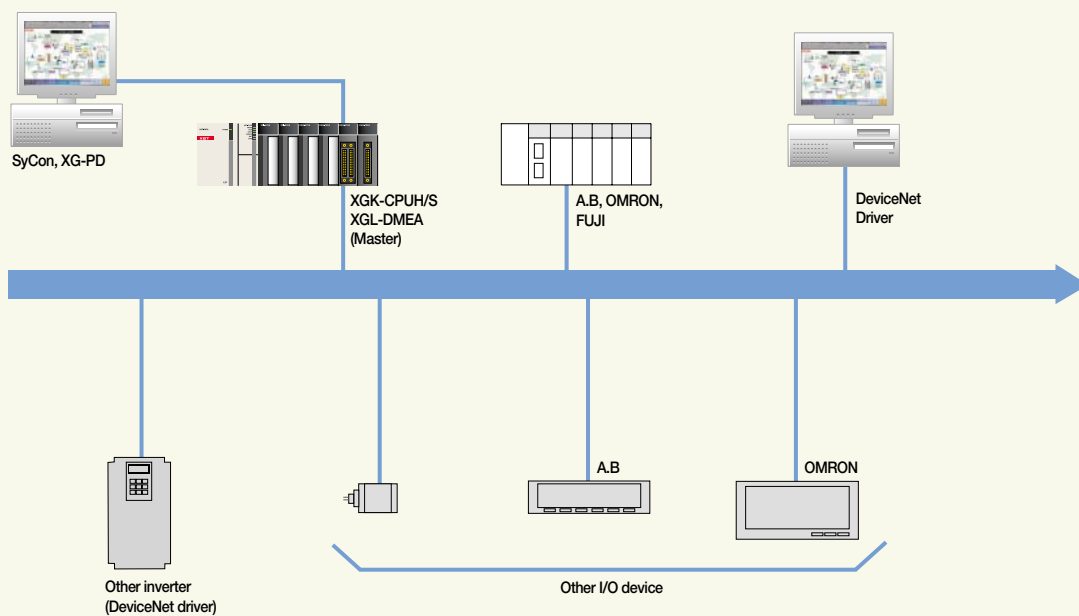 SyCon, XG-PD
XGK-CPUH/S
XGL-DMEA
(Master)
A.B, OMRON,
FUJI
DeviceNet
Driver
A.B
OMRON
Other inverter
(DeviceNet driver)
Other I/O device